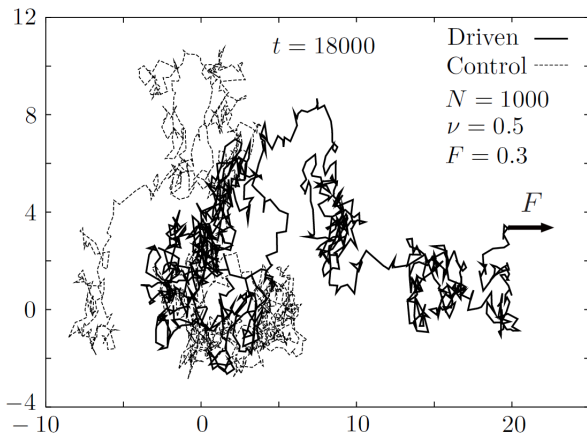 12
8
4
0
−4
−10
0
10
20
t = 18000
Driven
Control
N = 1000
ν = 0.5
F = 0.3
F